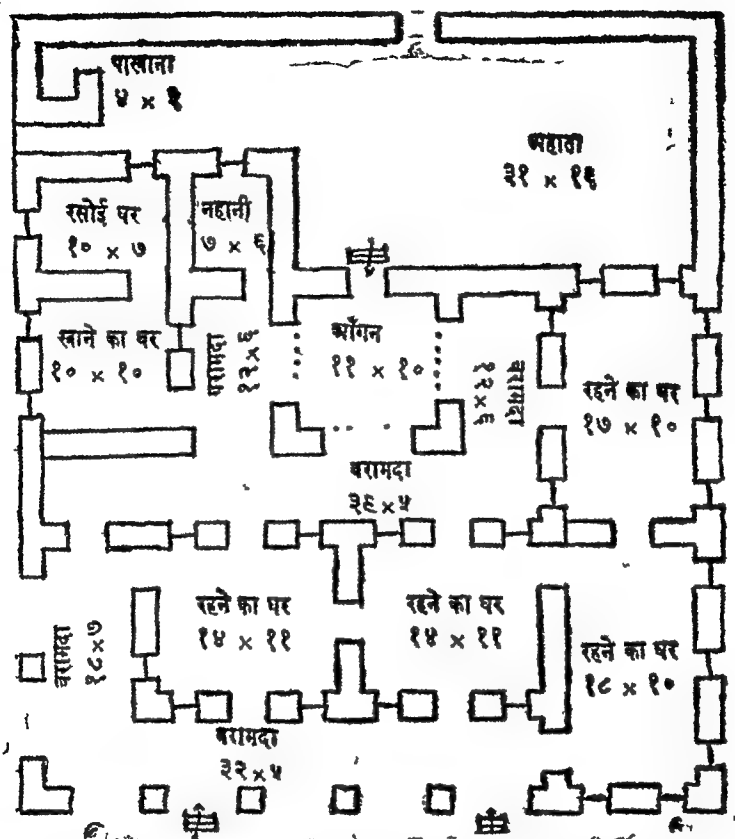 पाखाना
४ × ३
अहाता
३१ × १६
रसोई घर
१० × ७
नहानी
७ × ६
खाने का घर
१० × १०
बरामदा
१२×६
आँगन
११ × १०
बरामदा
१२×६
रहने का घर
१७ × १०
बरामदा
३६×५
रहने का घर
१४ × ११
रहने का घर
१४ × ११
बरामदा
१८×७
रहने का घर
१८ × १०
बरामदा
३२×५